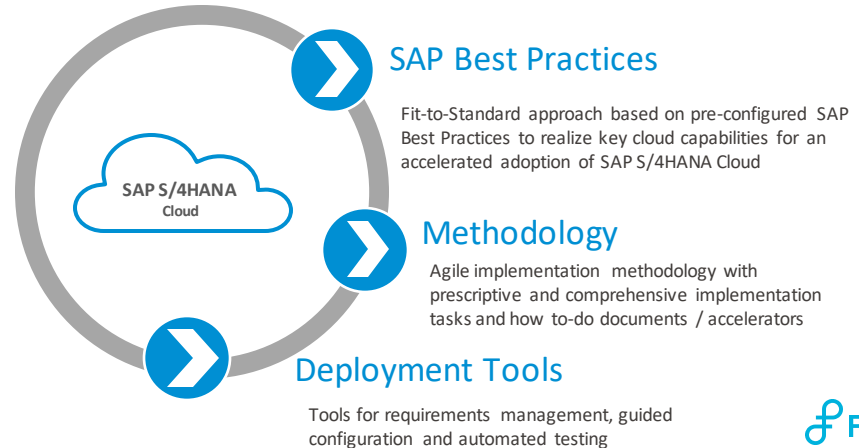 SAP Best Practices
Fit-to-Standard approach based on pre-configured SAP
Best Practices to realize key cloud capabilities for an
accelerated adoption of SAP S/4HANA Cloud
SAP S/4HANA
Cloud
Methodology
Agile implementation methodology with
prescriptive and comprehensive implementation
tasks and how to-do documents / accelerators
Deployment Tools
Tools for requirements management, guided
configuration and automated testing